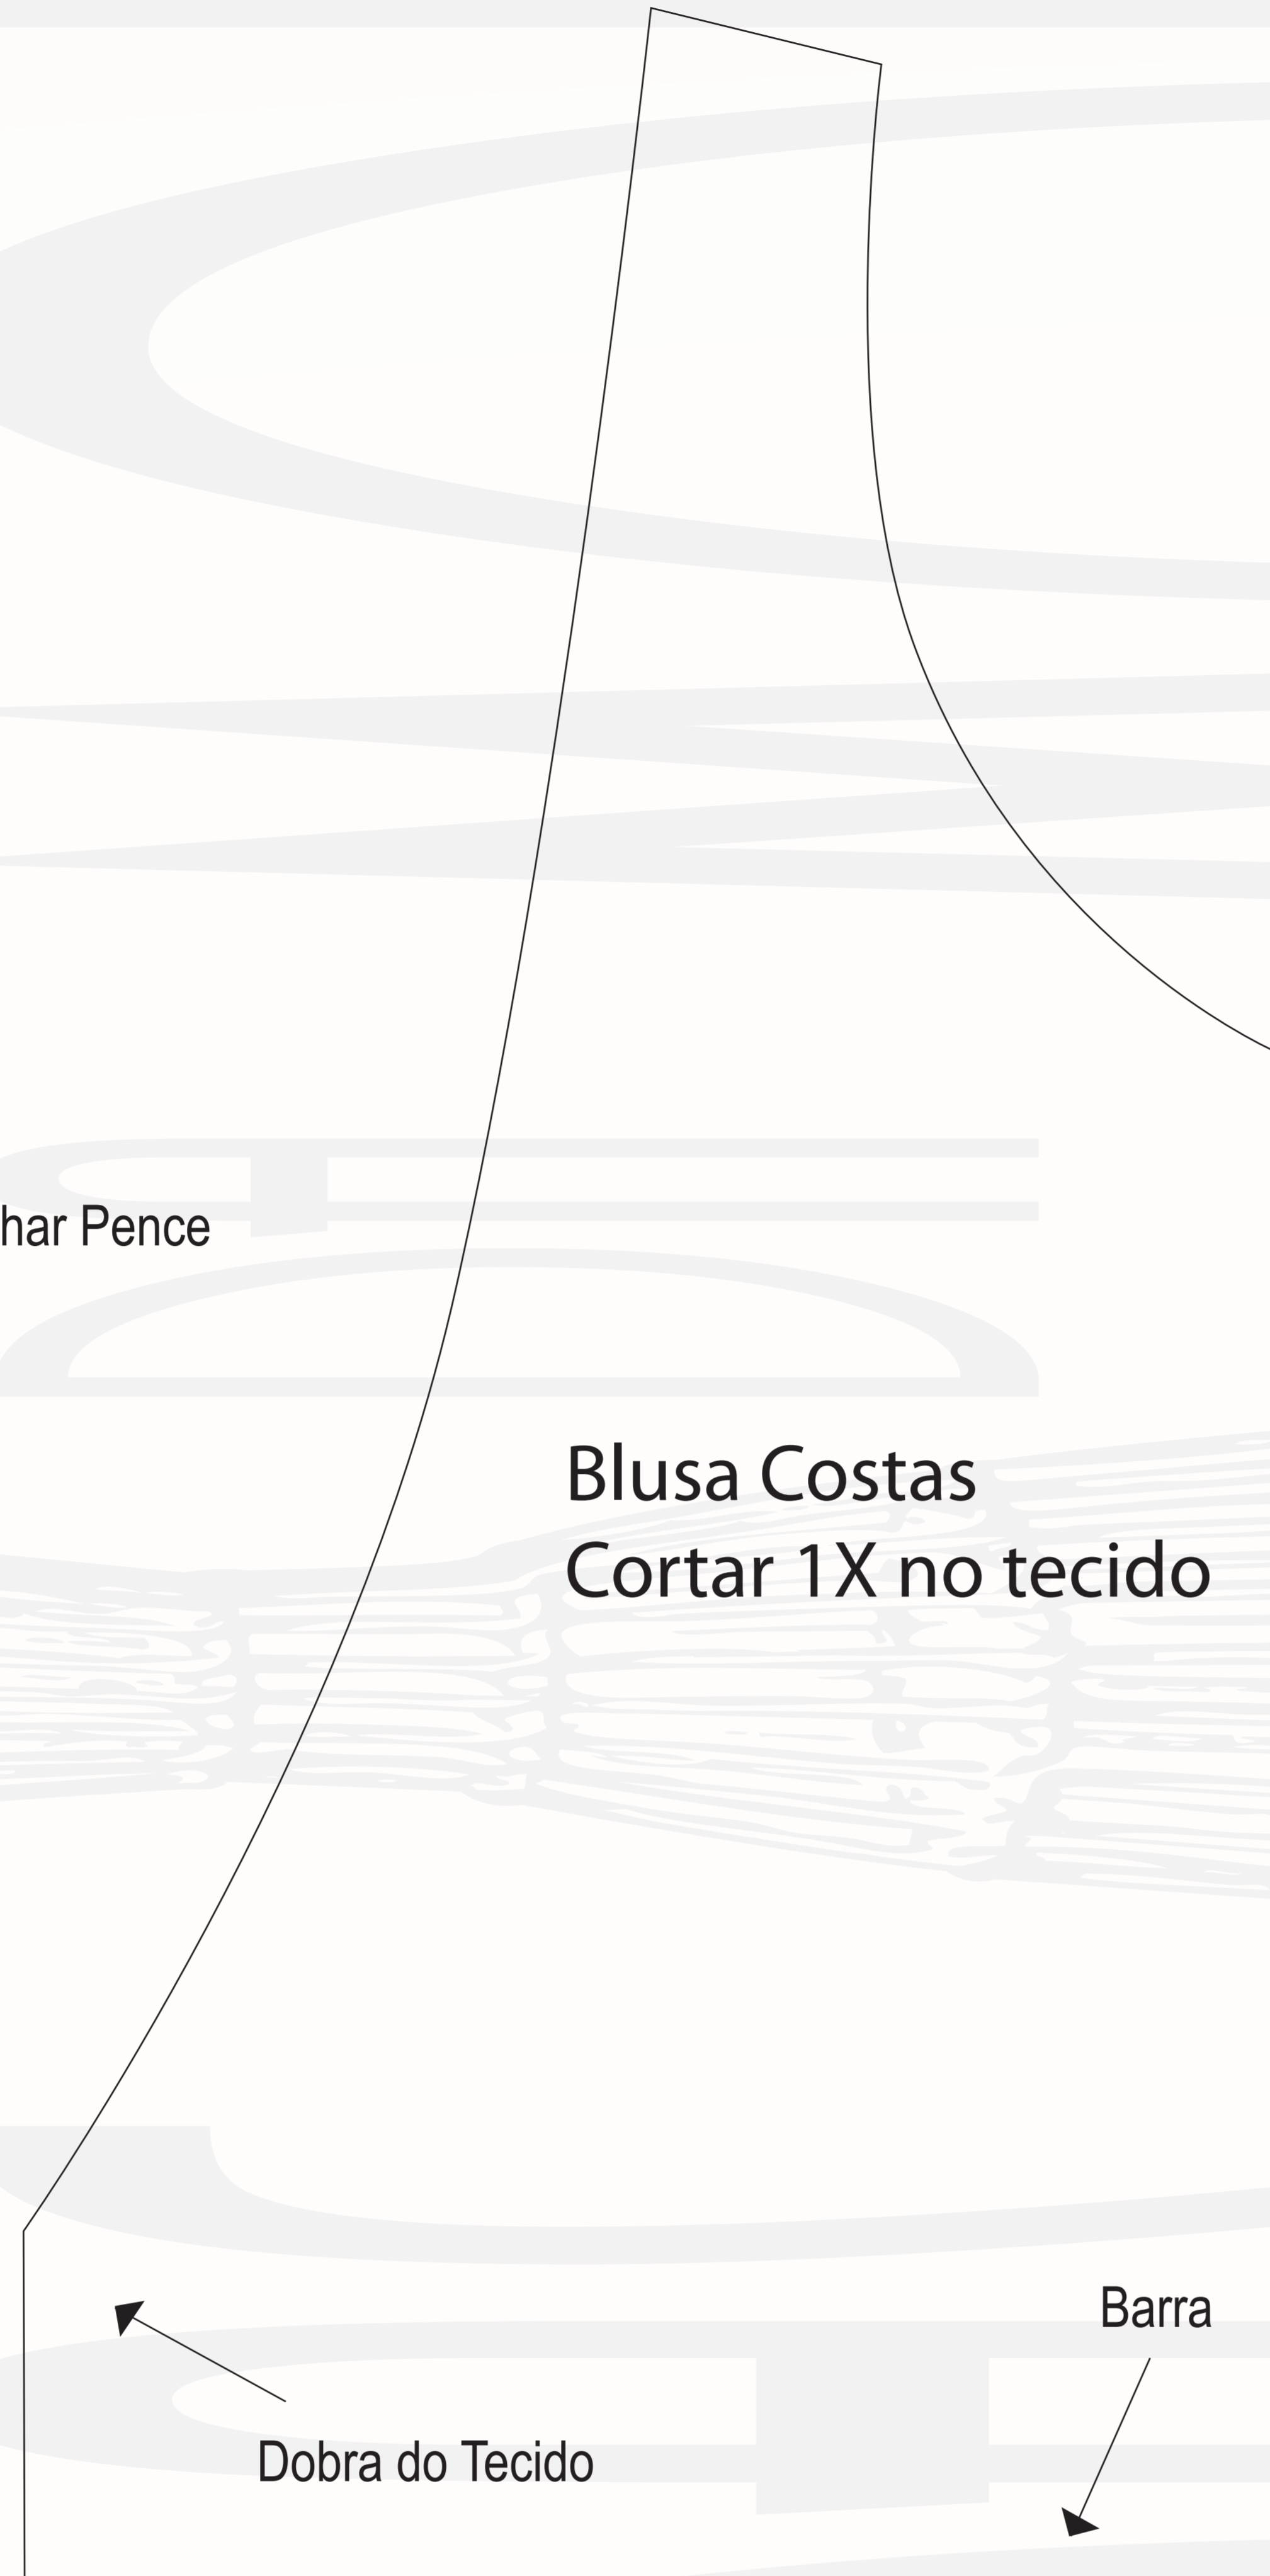 har Pence
Blusa Costas
Cortar 1X no tecido
Barra
Dobra do Tecido